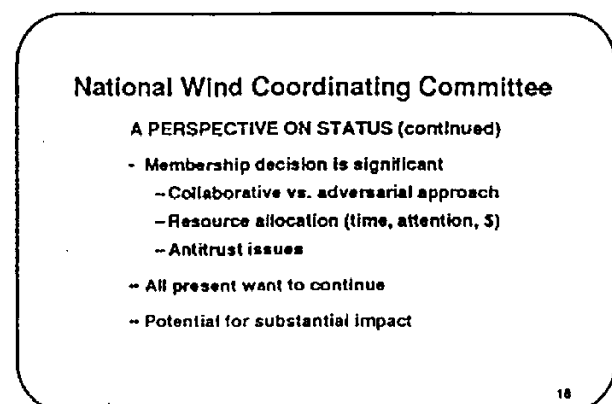 National Wind Coordinating Committee
A PERSPECTIVE ON STATUS (continued)
- Membership decision is significant
-- Collaborative vs. adversarial approach
-- Resource allocation (time, attention, $)
-- Antitrust issues
-- All present want to continue
-- Potential for substantial impact
18